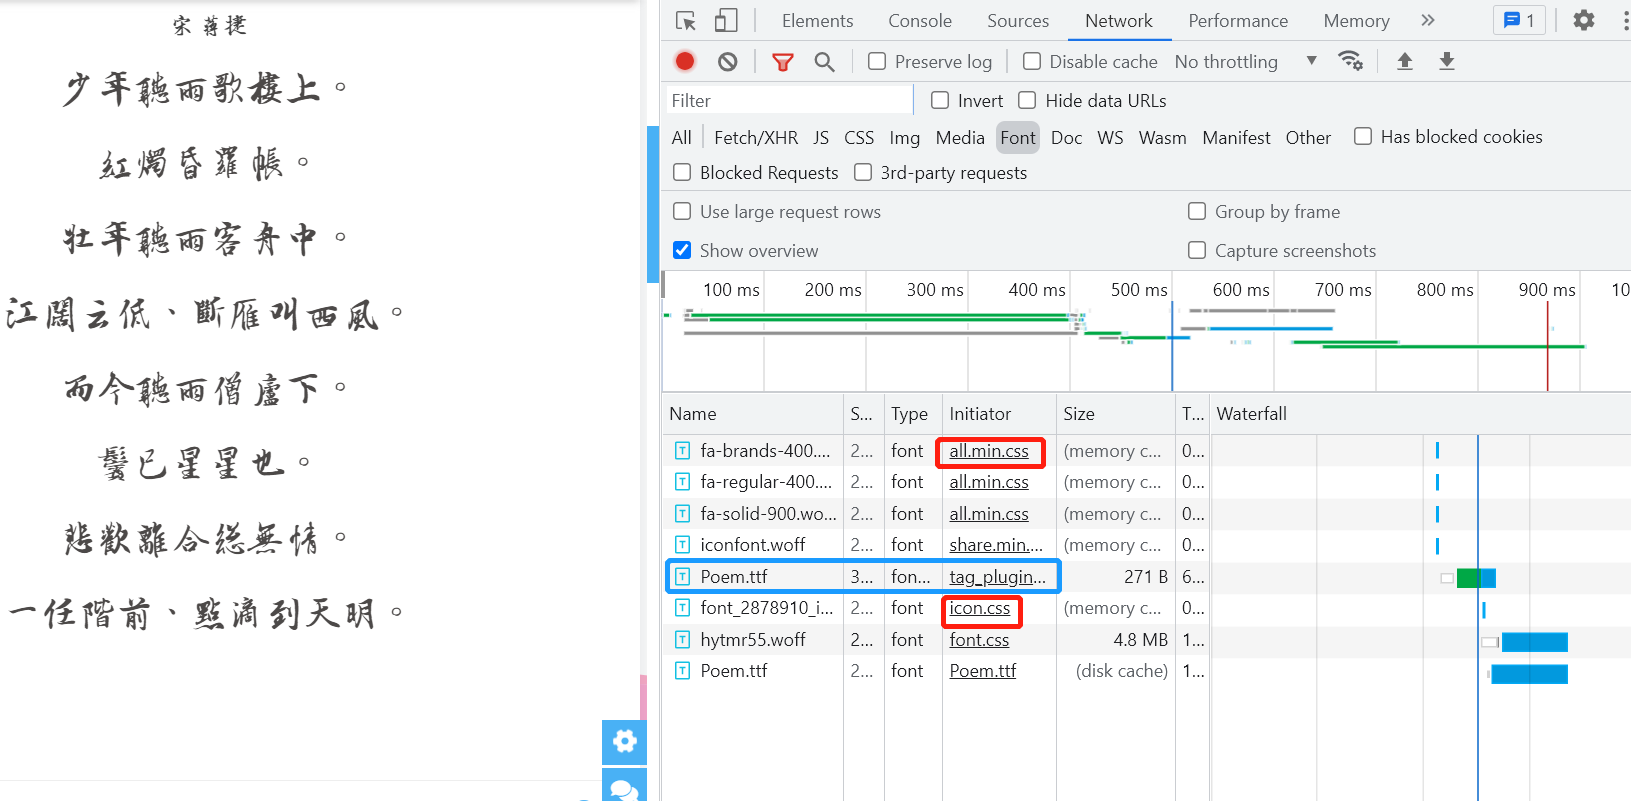 宋 蒋捷
少年聽雨歌樓上。
紅燭昏羅帳。
壯年聽雨客舟中。
江闊云低、斷雁叫西風。
而今聽雨僧廬下。
鬢已星星也。
悲歡離合總無情。
一任階前、點滴到天明。
Elements Console Sources Network Performance Memory » 1
Preserve log Disable cache No throttling
Filter Invert Hide data URLs
All Fetch/XHR JS CSS Img Media Font Doc WS Wasm Manifest Other Has blocked cookies
Blocked Requests 3rd-party requests
Use large request rows Group by frame
Show overview Capture screenshots
100 ms 200 ms 300 ms 400 ms 500 ms 600 ms 700 ms 800 ms 900 ms 10
Name S... Type Initiator Size T... Waterfall
fa-brands-400.... 2... font all.min.css (memory c... 0...
fa-regular-400.... 2... font all.min.css (memory c... 0...
fa-solid-900.wo... 2... font all.min.css (memory c... 0...
iconfont.woff 2... font share.min.... (memory c... 0...
Poem.ttf 3... fon... tag_plugin... 271 B 6...
font_2878910_i... 2... font icon.css (memory c... 0...
hytmr55.woff 2... font font.css 4.8 MB 1...
Poem.ttf 2... font Poem.ttf (disk cache) 1...